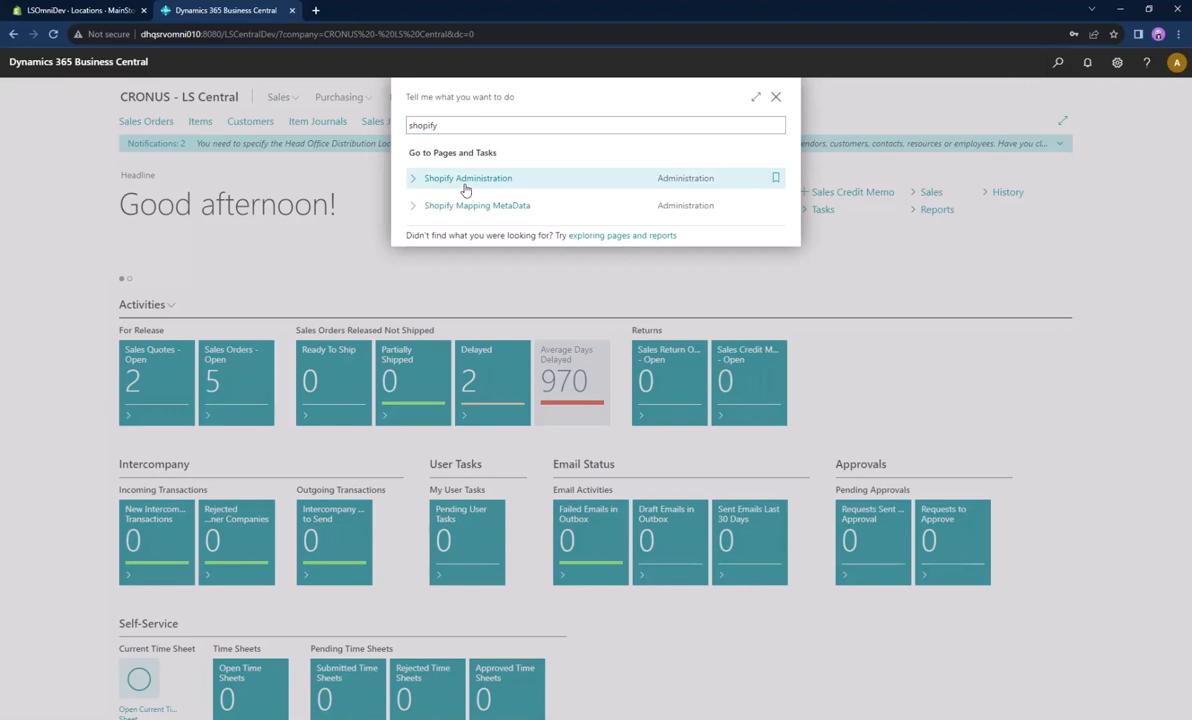 LSOmniDev · Locations · MainSto
Dynamics 365 Business Central
Not secure
dhqsrvomni010:8080/LSCentralDev/?company=CRONUS%20-%20LS%20Central&dc=0
Dynamics 365 Business Central
A
CRONUS - LS Central
Sales
Purchasing
Sales Orders
Items
Customers
Item Journals
Sales J
Notifications: 2
You need to specify the Head Office Distribution Loc
endors, customers, contacts, resources or employees. Have you cl...
Tell me what you want to do
shopify
Go to Pages and Tasks
Shopify Administration
Administration
Shopify Mapping MetaData
Administration
Didn't find what you were looking for? Try exploring pages and reports
Headline
Good afternoon!
Sales Credit Memo
Sales
History
Tasks
Reports
Activities
For Release
Sales Orders Released Not Shipped
Returns
Sales Quotes - Open
2
Sales Orders - Open
5
Ready To Ship
0
Partially Shipped
0
Delayed
2
Average Days Delayed
970
Sales Return O... - Open
0
Sales Credit M... - Open
0
Intercompany
User Tasks
Email Status
Approvals
Incoming Transactions
Outgoing Transactions
My User Tasks
Email Activities
Pending Approvals
New Intercom... Transactions
0
Rejected ...ner Companies
0
Intercompany ... to Send
0
Pending User Tasks
0
Failed Emails in Outbox
0
Draft Emails in Outbox
0
Sent Emails Last 30 Days
0
Requests Sent ... Approval
0
Requests to Approve
0
Self-Service
Current Time Sheet
Time Sheets
Pending Time Sheets
Open Current Ti... Sheet
Open Time Sheets
0
Submitted Time Sheets
0
Rejected Time Sheets
0
Approved Time Sheets
0